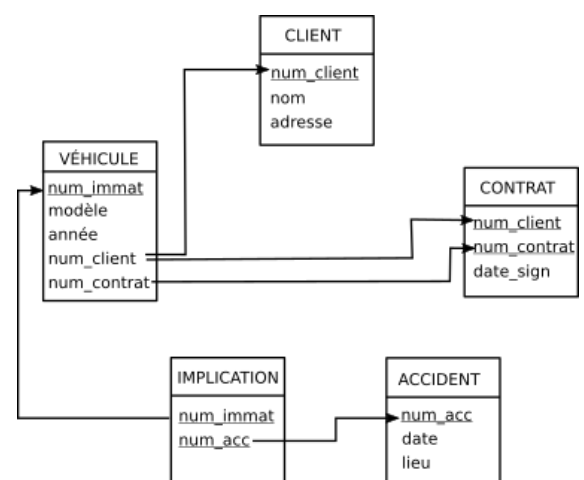 CLIENT
num_client
nom
adresse
VÉHICULE
num_immat
modèle
année
num_client
num_contrat
CONTRAT
num_client
num_contrat
date_sign
IMPLICATION
num_immat
num_acc
ACCIDENT
num_acc
date
lieu